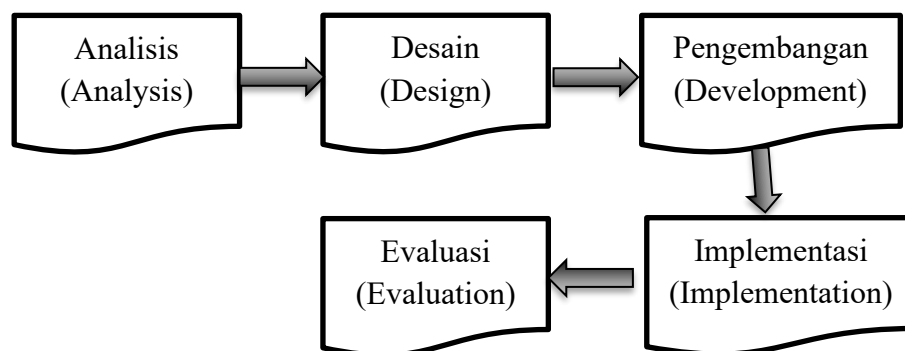 Analisis
(Analysis)
Desain
(Design)
Pengembangan
(Development)
Implementasi
(Implementation)
Evaluasi
(Evaluation)